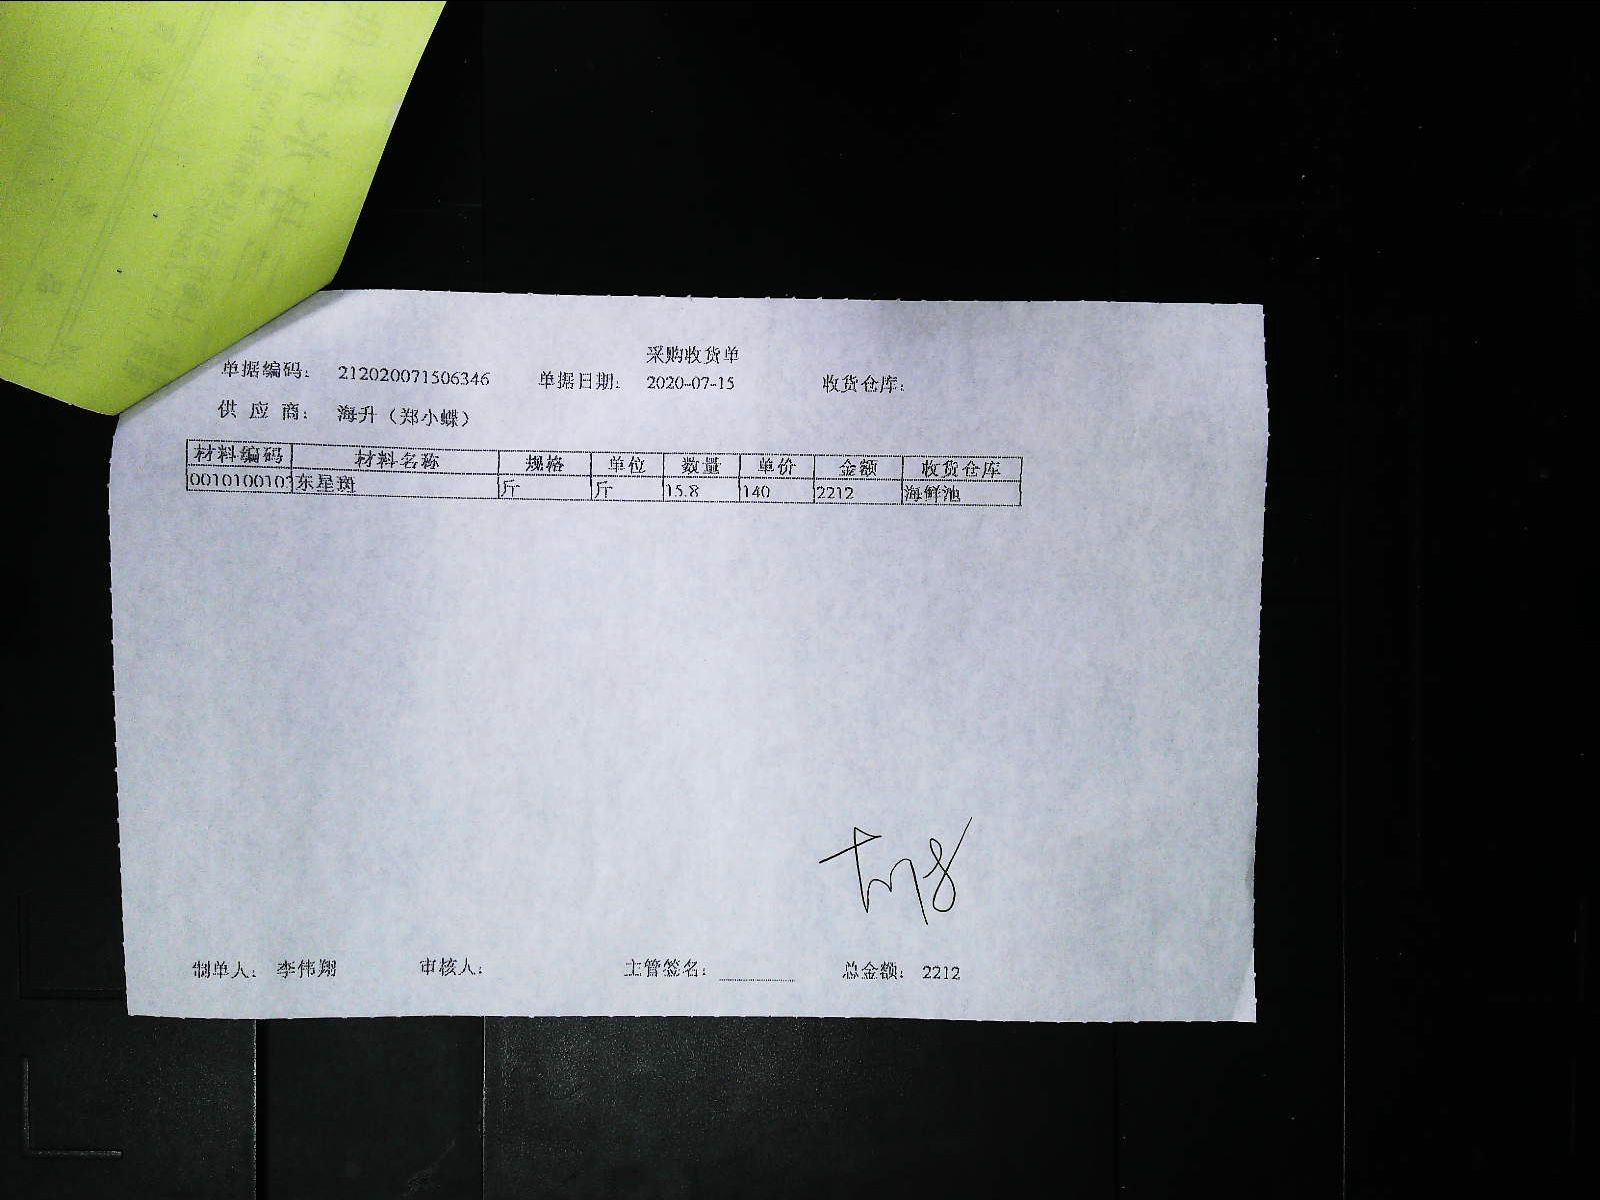 采购收货单
单据编码: 212020071506346 单据日期: 2020-07-15 收货仓库:
供 应 商: 海升（郑小蝶）
材料编码 材料名称 规格 单位 数量 单价 金额 收货仓库
001010010 东星斑 斤 斤 15.8 140 2212 海鲜池
制单人: 李伟翔 审核人: 主管签名: 总金额: 2212